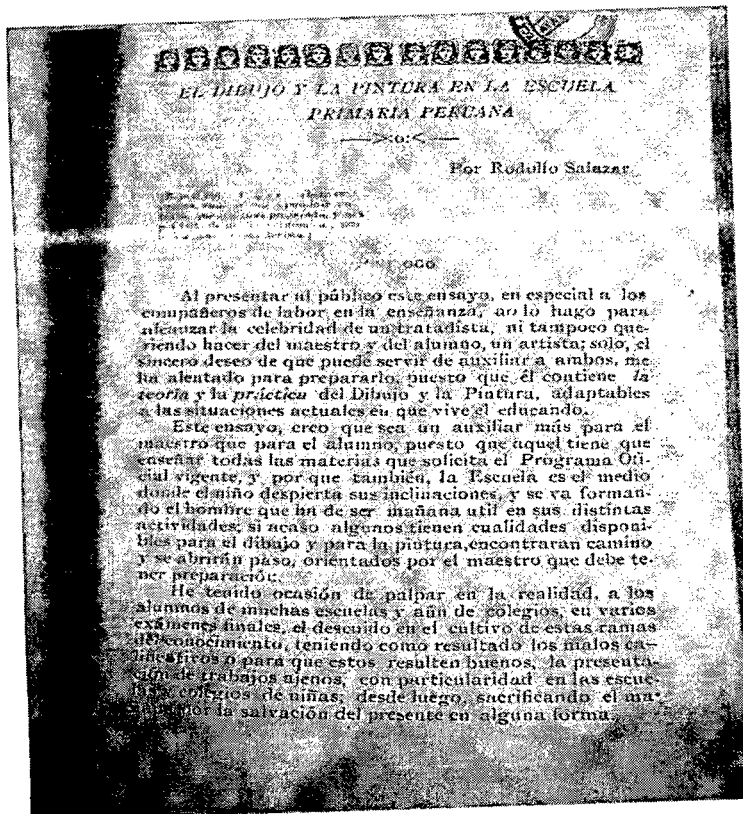 EL DIBUJO Y LA PINTURA EN LA ESCUELA
PRIMARIA PERUANA
Por Rodulfo Salazar
Al presentar al público este ensayo, en especial a los
compañeros de labor en la enseñanza, no lo hago para
alcanzar la celebridad de un tratadista, ni tampoco que-
riendo hacer del maestro y del alumno, un artista; solo, el
sincero deseo de que puede servir de auxiliar a ambos, me
ha alentado para prepararlo, puesto que él contiene la
teoría y la práctica del Dibujo y la Pintura, adaptables
a las situaciones actuales en que vive el educando.
Este ensayo, creo que sea un auxiliar más para el
maestro que para el alumno, puesto que aquel tiene que
enseñar todas las materias que solicita el Programa Ofi-
cial vigente, y por que también, la Escuela es el medio
donde el niño despierta sus inclinaciones, y se va forman-
do el hombre que ha de ser mañana util en sus distintas
actividades; si acaso algunos tienen cualidades disponi-
bles para el dibujo y para la pintura, encontraran camino
y se abrirán paso, orientados por el maestro que debe te-
ner preparación.
He tenido ocasión de palpar en la realidad, a los
alumnos de muchas escuelas y aún de colegios, en varios
exámenes finales, el descuido en el cultivo de estas ramas
del conocimiento, teniendo como resultado los malos ca-
lificativos o para que estos resulten buenos, la presenta-
ción de trabajos ajenos, con particularidad en las escue-
las y colegios de niñas, desde luego, sacrificando el ma-
por la salvación del presente en alguna forma.